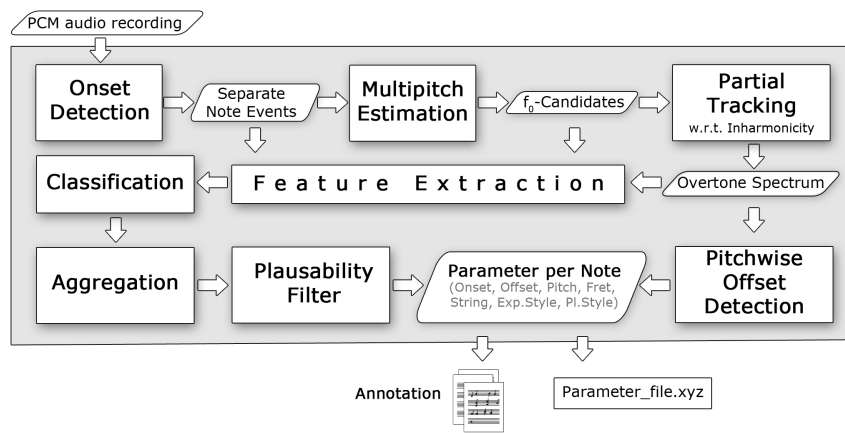 PCM audio recording
Onset
Detection
Separate
Note Events
Multipitch
Estimation
f0-Candidates
Partial
Tracking
w.r.t. Inharmonicity
Classification
Feature Extraction
Overtone Spectrum
Aggregation
Plausability
Filter
Parameter per Note
(Onset, Offset, Pitch, Fret,
String, Exp.Style, Pl.Style)
Pitchwise
Offset
Detection
Annotation
Parameter_file.xyz